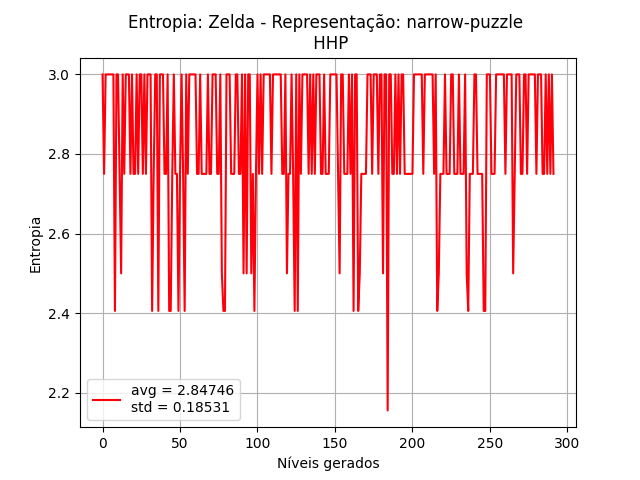 Entropia: Zelda - Representação: narrow-puzzle
HHP
3.0
2.8
2.6
2.4
2.2
Entropia
avg = 2.84746
std = 0.18531
0 50 100 150 200 250 300
Níveis gerados